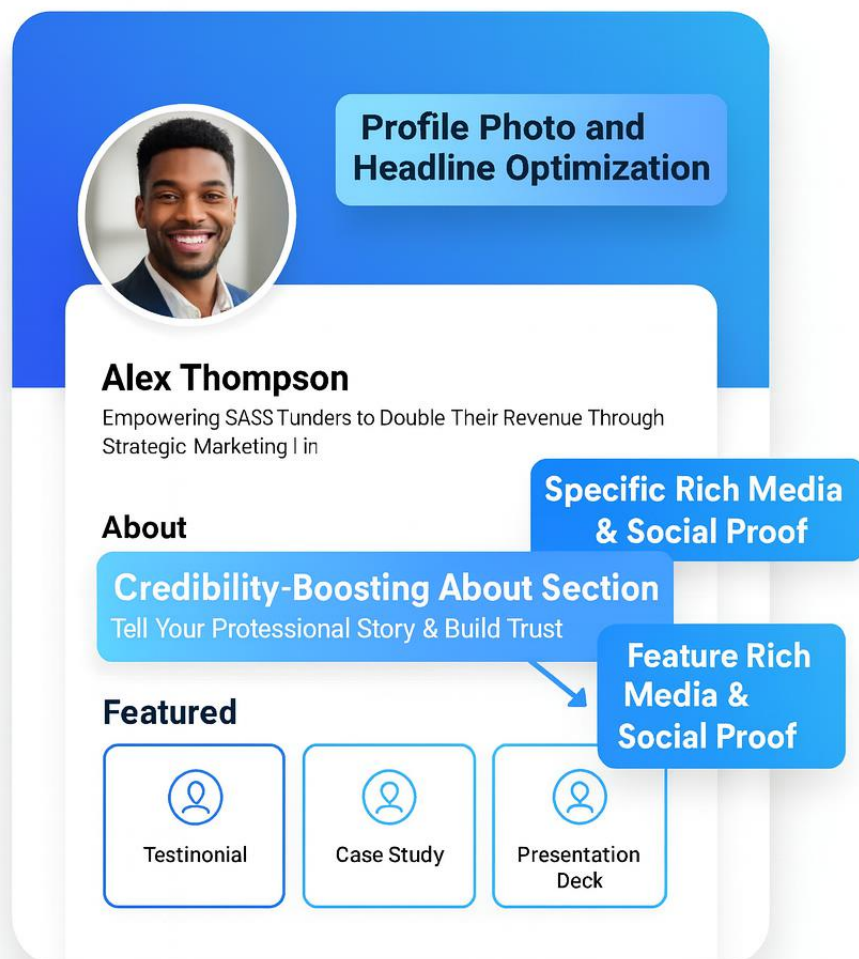 Profile Photo and
Headline Optimization
Alex Thompson
Empowering SASS Tunders to Double Their Revenue Through
Strategic Marketing | in
Specific Rich Media
& Social Proof
About
Credibility-Boosting About Section
Tell Your Professional Story & Build Trust
Feature Rich
Media &
Social Proof
Featured
Testinonial
Case Study
Presentation
Deck